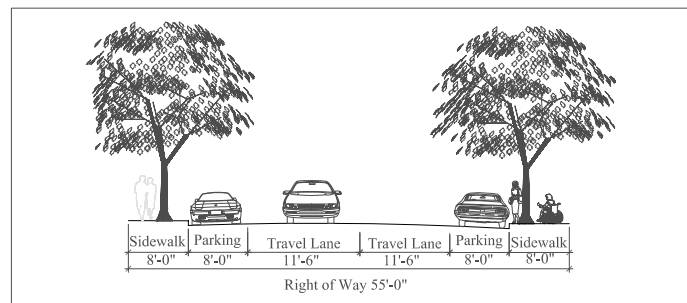 Sidewalk Parking Travel Lane Travel Lane Parking Sidewalk
8'-0" 8'-0" 11'-6" 11'-6" 8'-0" 8'-0"
Right of Way 55'-0"